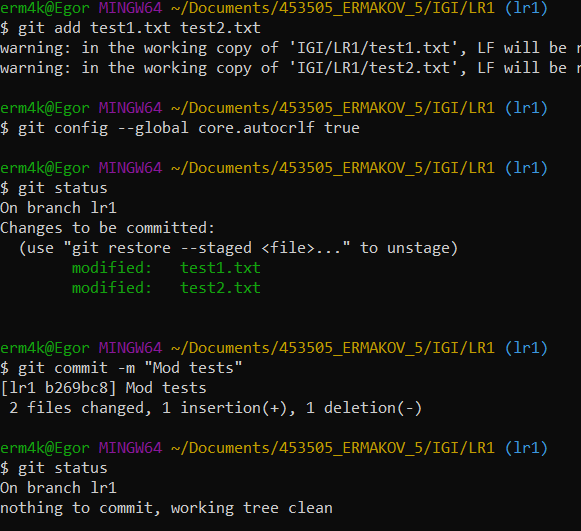 erm4k@Egor MINGW64 ~/Documents/453505_ERMAKOV_5/IGI/LR1 (lr1)
$ git add test1.txt test2.txt
warning: in the working copy of 'IGI/LR1/test1.txt', LF will be r
warning: in the working copy of 'IGI/LR1/test2.txt', LF will be r
erm4k@Egor MINGW64 ~/Documents/453505_ERMAKOV_5/IGI/LR1 (lr1)
$ git config --global core.autocrlf true
erm4k@Egor MINGW64 ~/Documents/453505_ERMAKOV_5/IGI/LR1 (lr1)
$ git status
On branch lr1
Changes to be committed:
  (use "git restore --staged <file>..." to unstage)
        modified:   test1.txt
        modified:   test2.txt
erm4k@Egor MINGW64 ~/Documents/453505_ERMAKOV_5/IGI/LR1 (lr1)
$ git commit -m "Mod tests"
[lr1 b269bc8] Mod tests
 2 files changed, 1 insertion(+), 1 deletion(-)
erm4k@Egor MINGW64 ~/Documents/453505_ERMAKOV_5/IGI/LR1 (lr1)
$ git status
On branch lr1
nothing to commit, working tree clean